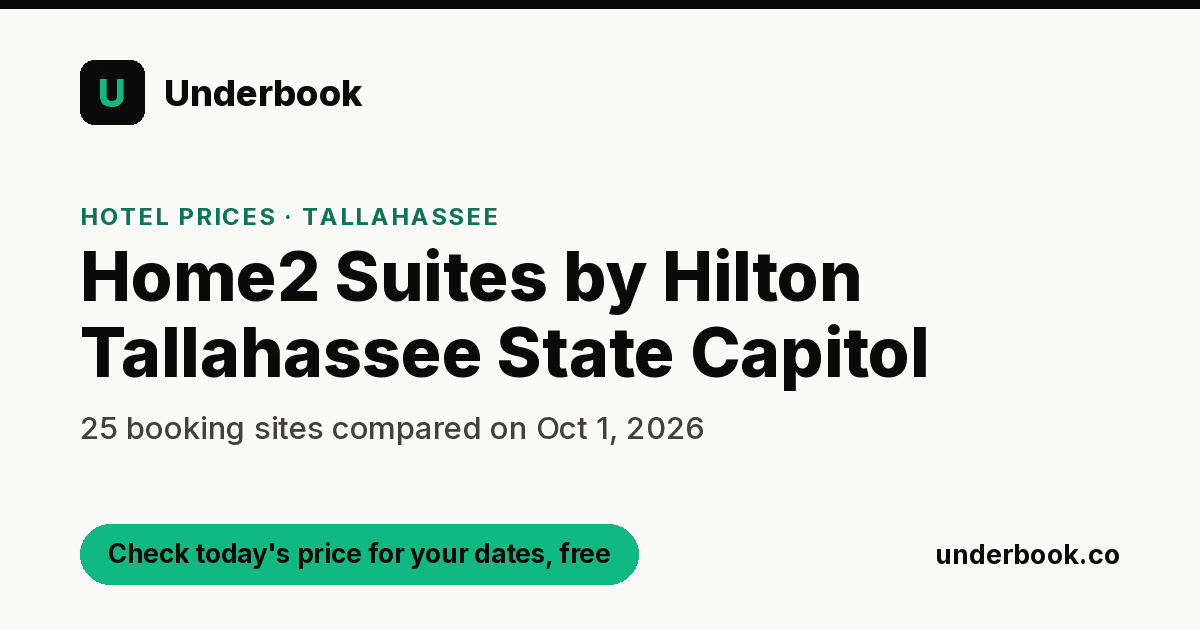 U
Underbook
HOTEL PRICES · TALLAHASSEE
Home2 Suites by Hilton
Tallahassee State Capitol
25 booking sites compared on Oct 1, 2026
Check today's price for your dates, free
underbook.co